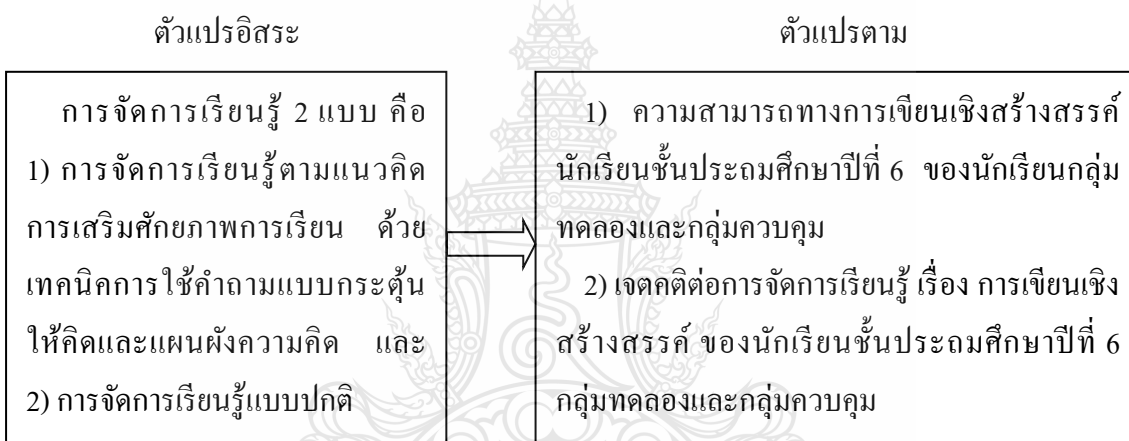 ตัวแปรอิสระ
ตัวแปรตาม
การจัดการเรียนรู้ 2 แบบ คือ
1) การจัดการเรียนรู้ตามแนวคิด
การเสริมศักยภาพการเรียน ด้วย
เทคนิคการใช้คำถามแบบกระตุ้น
ให้คิดและแผนผังความคิด และ
2) การจัดการเรียนรู้แบบปกติ
1) ความสามารถทางการเขียนเชิงสร้างสรรค์
นักเรียนชั้นประถมศึกษาปีที่ 6 ของนักเรียนกลุ่ม
ทดลองและกลุ่มควบคุม
2) เจตคติต่อการจัดการเรียนรู้ เรื่อง การเขียนเชิง
สร้างสรรค์ ของนักเรียนชั้นประถมศึกษาปีที่ 6
กลุ่มทดลองและกลุ่มควบคุม